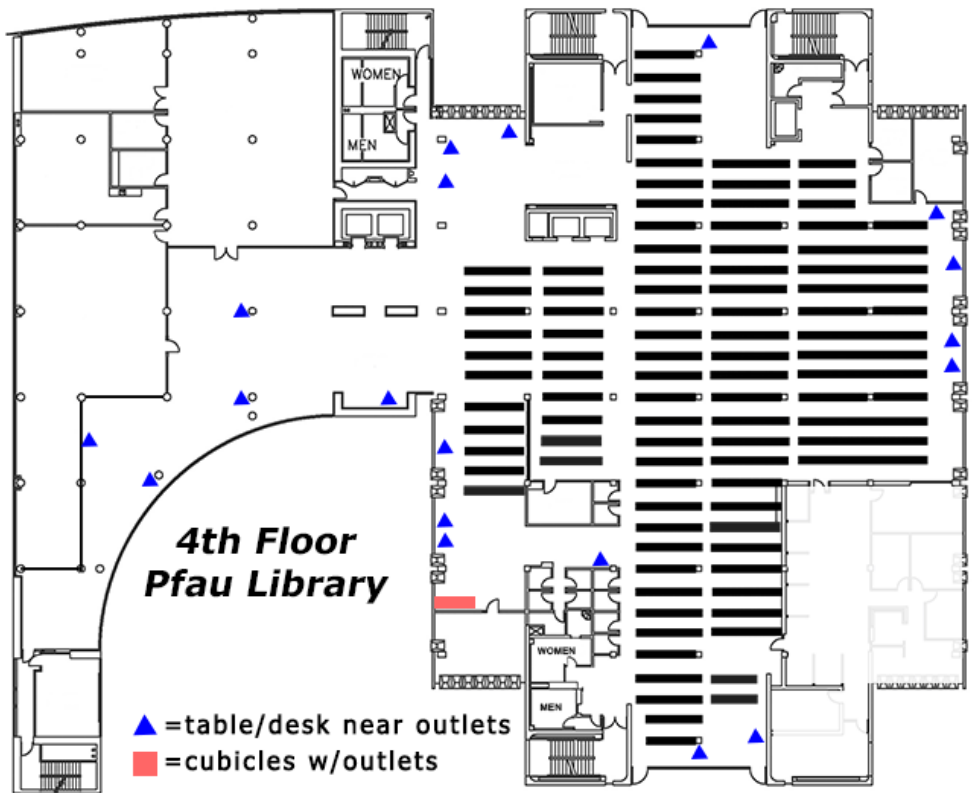 WOMEN
MEN
4th Floor
Pfau Library
WOMEN
MEN
=table/desk near outlets
=cubicles w/outlets